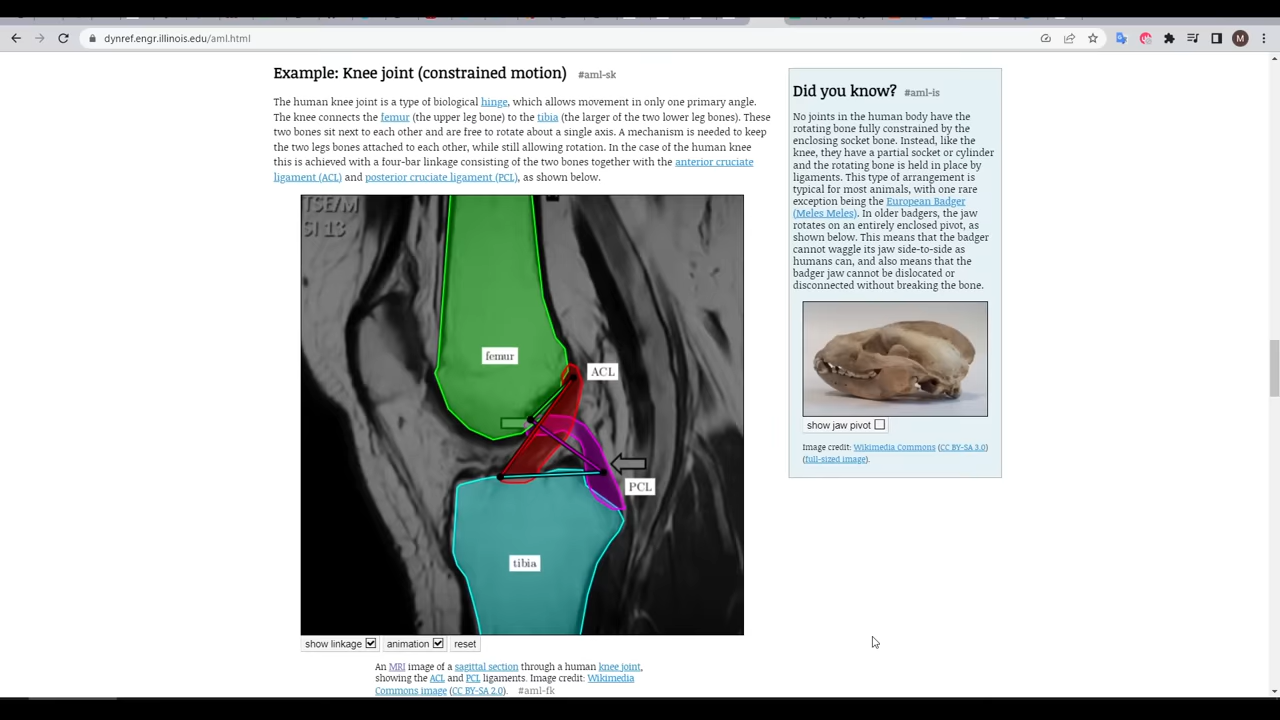 dynref.engr.illinois.edu/aml.html
M
Example: Knee joint (constrained motion) #aml-sk
The human knee joint is a type of biological hinge, which allows movement in only one primary angle.
The knee connects the femur (the upper leg bone) to the tibia (the larger of the two lower leg bones). These
two bones sit next to each other and are free to rotate about a single axis. A mechanism is needed to keep
the two legs bones attached to each other, while still allowing rotation. In the case of the human knee
this is achieved with a four-bar linkage consisting of the two bones together with the anterior cruciate
ligament (ACL) and posterior cruciate ligament (PCL), as shown below.
TSE/M
SI 13
femur
ACL
PCL
tibia
show linkage
animation
reset
An MRI image of a sagittal section through a human knee joint,
showing the ACL and PCL ligaments. Image credit: Wikimedia
Commons image (CC BY-SA 2.0). #aml-fk
Did you know? #aml-is
No joints in the human body have the
rotating bone fully constrained by the
enclosing socket bone. Instead, like the
knee, they have a partial socket or cylinder
and the rotating bone is held in place by
ligaments. This type of arrangement is
typical for most animals, with one rare
exception being the European Badger
(Meles Meles). In older badgers, the jaw
rotates on an entirely enclosed pivot, as
shown below. This means that the badger
cannot waggle its jaw side-to-side as
humans can, and also means that the
badger jaw cannot be dislocated or
disconnected without breaking the bone.
show jaw pivot
Image credit: Wikimedia Commons (CC BY-SA 3.0)
(full-sized image).